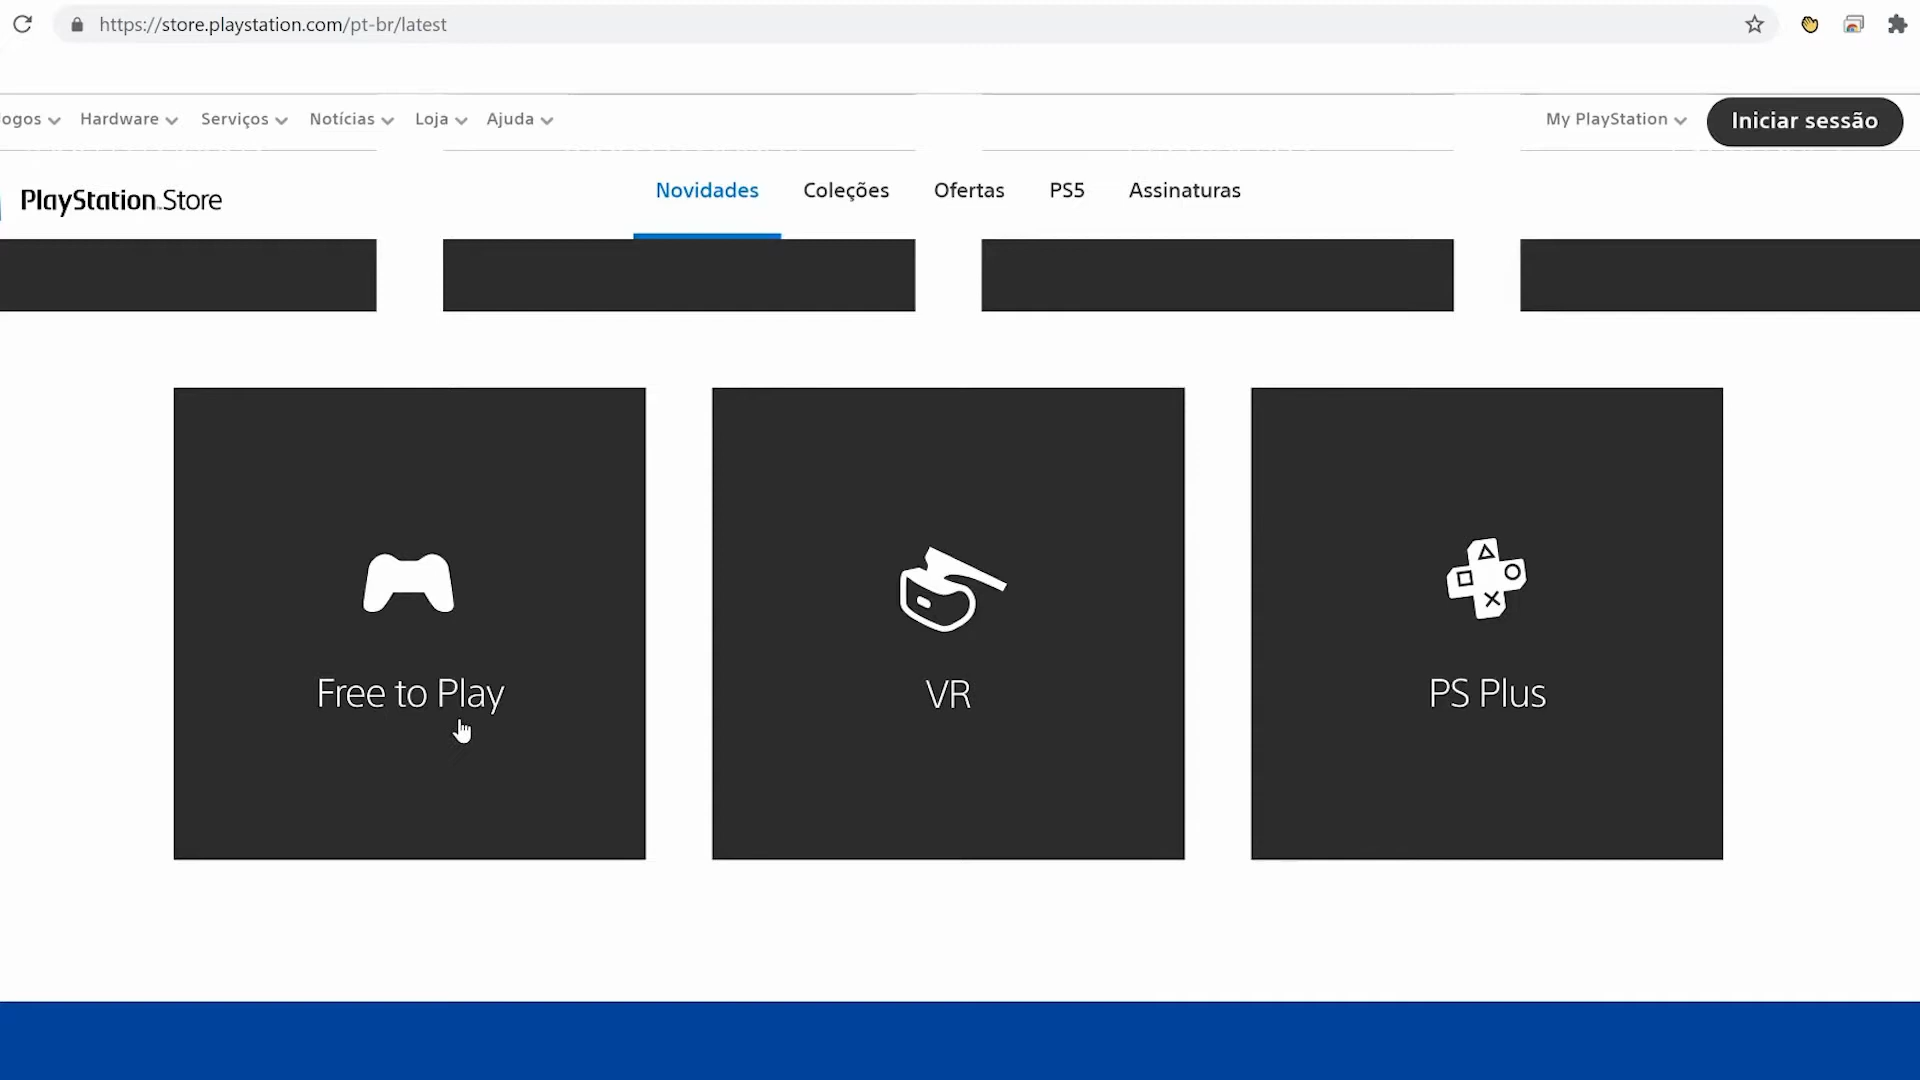 https://store.playstation.com/pt-br/latest
Hardware
Serviços
Notícias
Loja
Ajuda
My PlayStation
Iniciar sessão
PlayStation Store
Novidades
Coleções
Ofertas
PS5
Assinaturas
Free to Play
VR
PS Plus